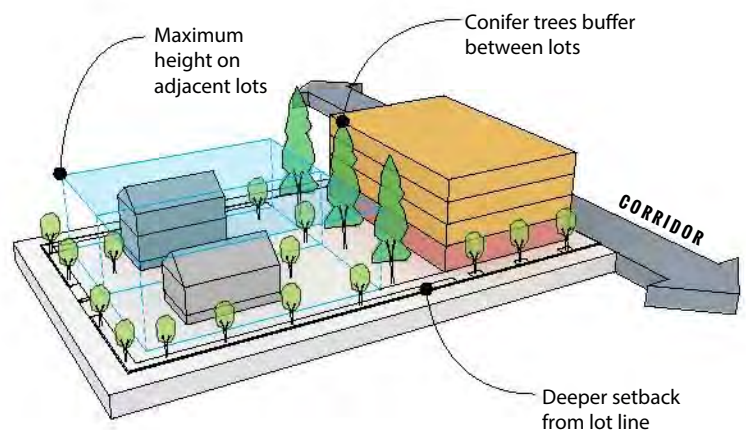 Maximum
height on
adjacent lots
Conifer trees buffer
between lots
CORRIDOR
Deeper setback
from lot line